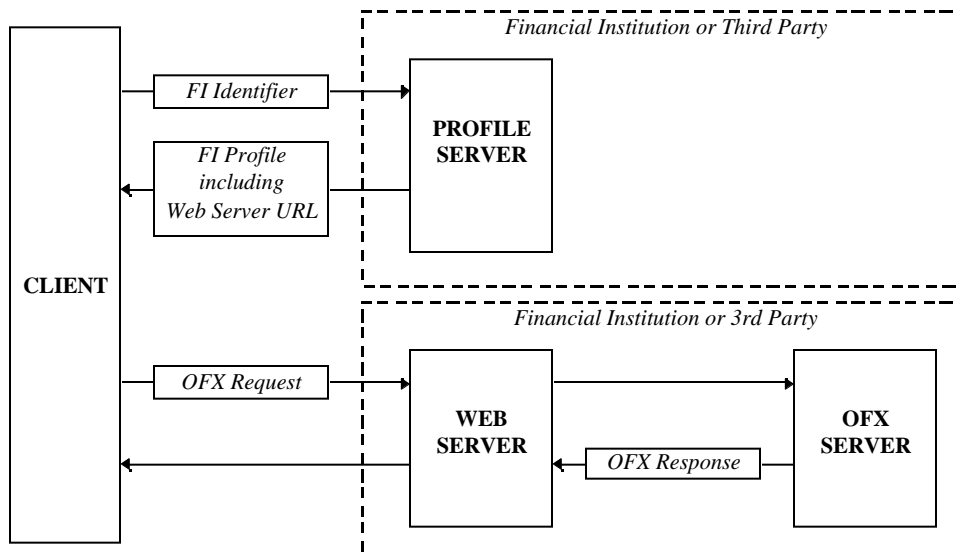 Financial Institution or Third Party
FI Identifier
PROFILE
SERVER
FI Profile
including
Web Server URL
CLIENT
Financial Institution or 3rd Party
OFX Request
WEB
SERVER
OFX
SERVER
OFX Response